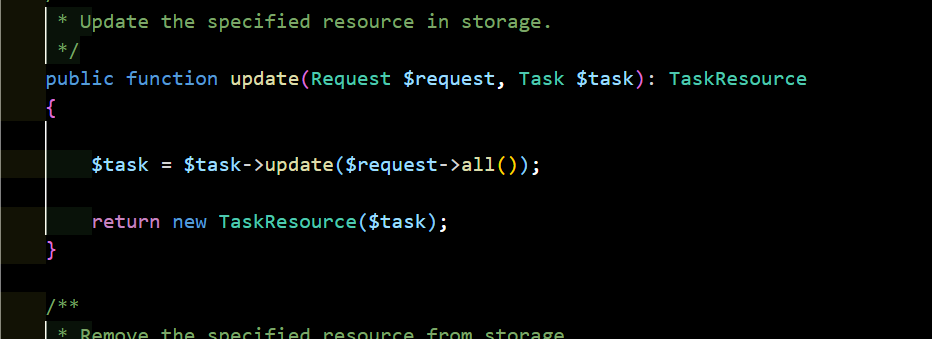 * Update the specified resource in storage.
*/
public function update(Request $request, Task $task): TaskResource
{
$task = $task->update($request->all());
return new TaskResource($task);
}
/**
* Remove the specified resource from storage